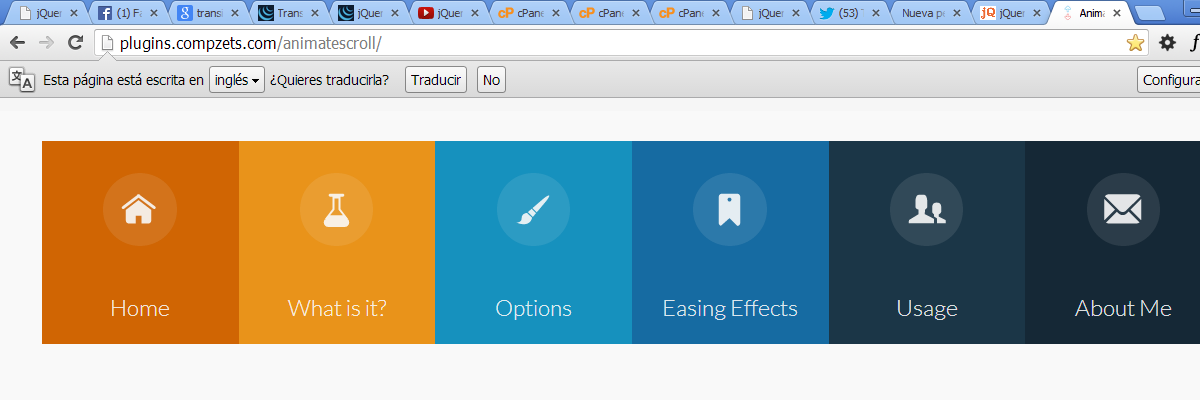 jQuer (1) Fa transi Trans jQuer jQuer cPane cPane cPane jQuer (53) T Nueva pe jQuer Anima
plugins.compzets.com/animatescroll/
Esta página está escrita en inglés ¿Quieres traducirla? Traducir No Configura
Home What is it? Options Easing Effects Usage About Me